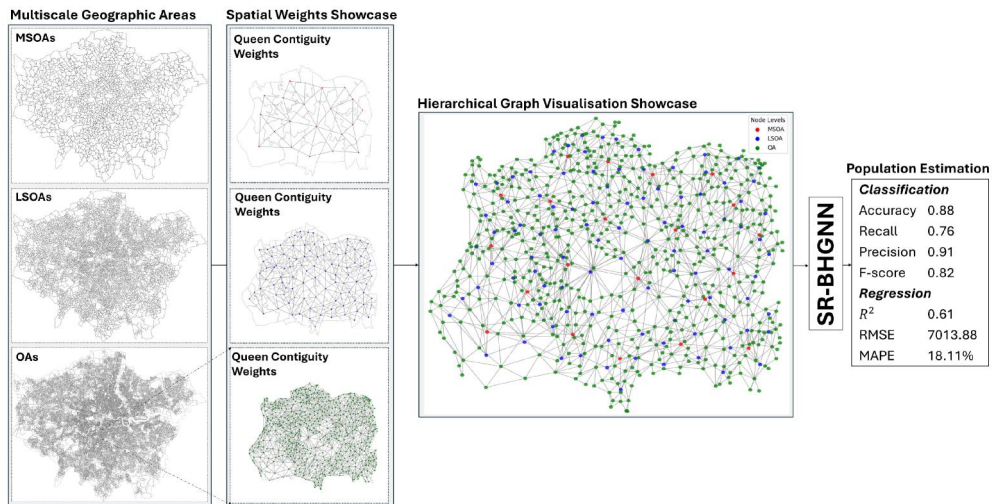 Multiscale Geographic Areas
MSOAs
LSOAs
OAs
Spatial Weights Showcase
Queen Contiguity
Weights
Queen Contiguity
Weights
Queen Contiguity
Weights
Hierarchical Graph Visualisation Showcase
Node Levels
MSOA
LSOA
OA
SR-BHGNN
Population Estimation
Classification
Accuracy 0.88
Recall 0.76
Precision 0.91
F-score 0.82
Regression
R² 0.61
RMSE 7013.88
MAPE 18.11%